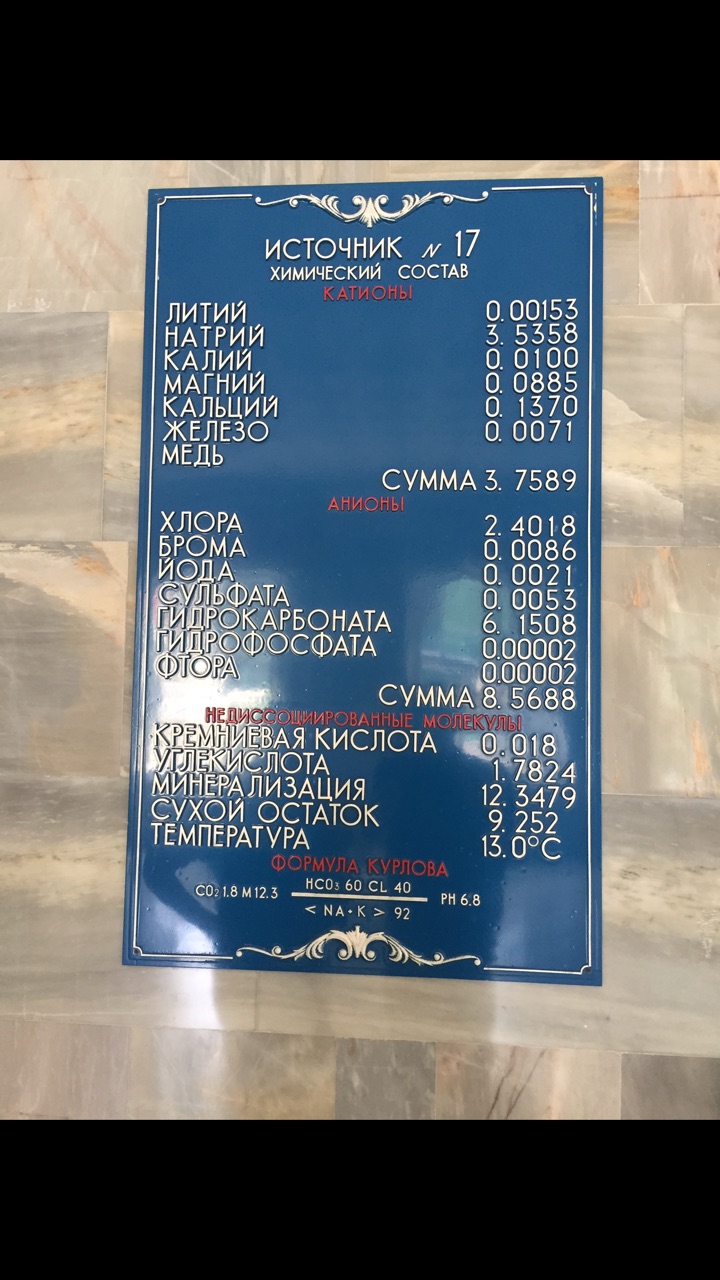 ИСТОЧНИК N 17
ХИМИЧЕСКИЙ СОСТАВ
КАТИОНЫ
ЛИТИЙ 0.00153
НАТРИЙ 3.5358
КАЛИЙ 0.0100
МАГНИЙ 0.0885
КАЛЬЦИЙ 0.1370
ЖЕЛЕЗО 0.0071
МЕДЬ
СУММА 3.7589
АНИОНЫ
ХЛОРА 2.4018
БРОМА 0.0086
ЙОДА 0.0021
СУЛЬФАТА 0.0053
ГИДРОКАРБОНАТА 6.1508
ГИДРОФОСФАТА 0.00002
ФТОРА 0.00002
СУММА 8.5688
НЕДИССОЦИИРОВАННЫЕ МОЛЕКУЛЫ
КРЕМНИЕВАЯ КИСЛОТА 0.018
УГЛЕКИСЛОТА 1.7824
МИНЕРАЛИЗАЦИЯ 12.3479
СУХОЙ ОСТАТОК 9.252
ТЕМПЕРАТУРА 13.0°C
ФОРМУЛА КУРЛОВА
CO₂ 1.8 M 12.3 HCO₃ 60 CL 40 PH 6.8
< NA+K > 92